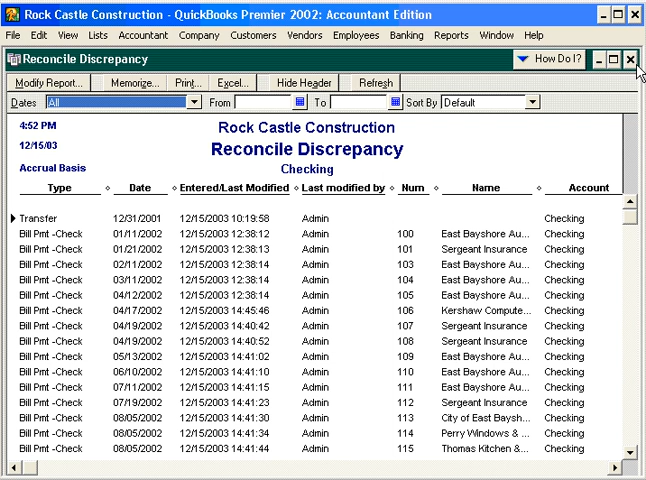 Rock Castle Construction - QuickBooks Premier 2002: Accountant Edition
File Edit View Lists Accountant Company Customers Vendors Employees Banking Reports Window Help
Reconcile Discrepancy How Do I?
Modify Report... Memorize... Print... Excel... Hide Header Refresh
Dates All From To Sort By Default
4:52 PM Rock Castle Construction
12/15/03 Reconcile Discrepancy
Accrual Basis Checking
Type Date Entered/Last Modified Last modified by Num Name Account
Transfer 12/31/2001 12/15/2003 10:19:58 Admin Checking
Bill Pmt -Check 01/11/2002 12/15/2003 12:38:12 Admin 100 East Bayshore Au... Checking
Bill Pmt -Check 01/21/2002 12/15/2003 12:38:13 Admin 101 Sergeant Insurance Checking
Bill Pmt -Check 02/11/2002 12/15/2003 12:38:14 Admin 103 East Bayshore Au... Checking
Bill Pmt -Check 03/11/2002 12/15/2003 12:38:14 Admin 104 East Bayshore Au... Checking
Bill Pmt -Check 04/12/2002 12/15/2003 12:38:14 Admin 105 East Bayshore Au... Checking
Bill Pmt -Check 04/17/2002 12/15/2003 14:45:46 Admin 106 Kershaw Compute... Checking
Bill Pmt -Check 04/19/2002 12/15/2003 14:40:42 Admin 107 Sergeant Insurance Checking
Bill Pmt -Check 04/19/2002 12/15/2003 14:40:52 Admin 108 Sergeant Insurance Checking
Bill Pmt -Check 05/13/2002 12/15/2003 14:41:02 Admin 109 East Bayshore Au... Checking
Bill Pmt -Check 06/10/2002 12/15/2003 14:41:10 Admin 110 East Bayshore Au... Checking
Bill Pmt -Check 07/11/2002 12/15/2003 14:41:15 Admin 111 East Bayshore Au... Checking
Bill Pmt -Check 07/19/2002 12/15/2003 14:41:23 Admin 112 Sergeant Insurance Checking
Bill Pmt -Check 08/05/2002 12/15/2003 14:41:30 Admin 113 City of East Baysh... Checking
Bill Pmt -Check 08/05/2002 12/15/2003 14:41:34 Admin 114 Perry Windows & ... Checking
Bill Pmt -Check 08/05/2002 12/15/2003 14:41:44 Admin 115 Thomas Kitchen &... Checking